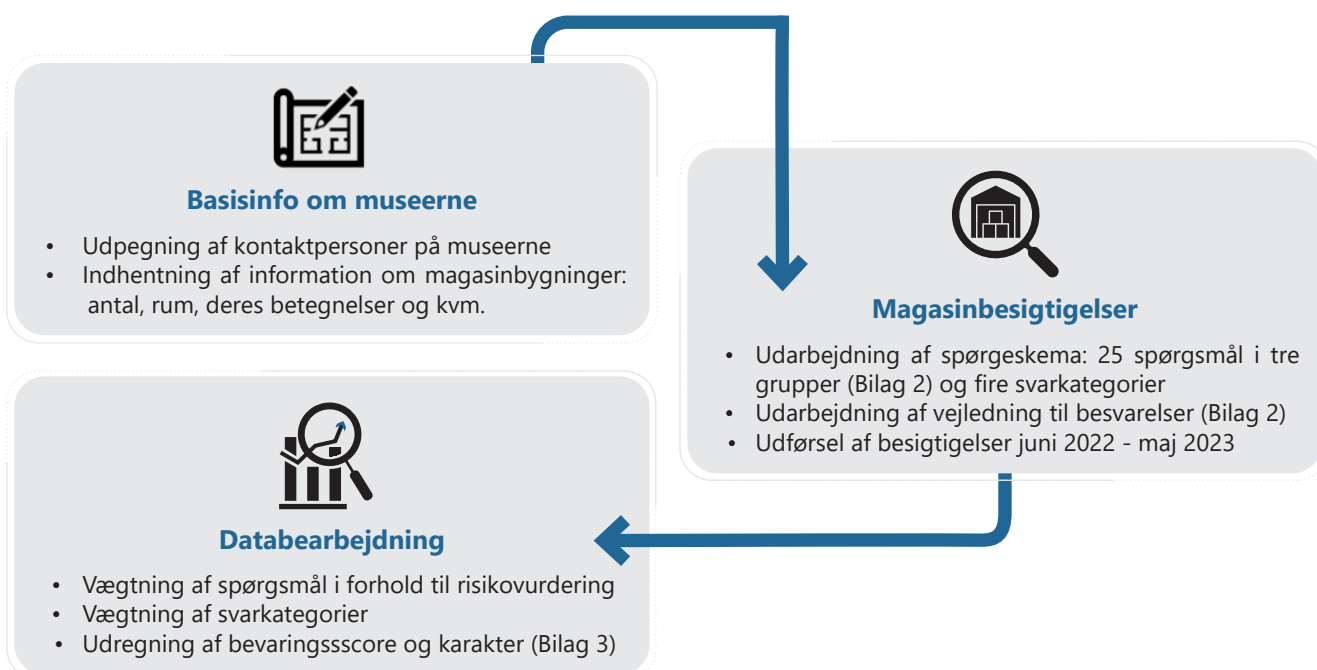 Basisinfo om museerne
• Udpegning af kontaktpersoner på museerne
• Indhentning af information om magasinbygninger:
antal, rum, deres betegnelser og kvm.
Magasinbesigtigelser
• Udarbejdning af spørgeskema: 25 spørgsmål i tre
grupper (Bilag 2) og fire svarkategorier
• Udarbejdning af vejledning til besvarelser (Bilag 2)
• Udførsel af besigtigelser juni 2022 - maj 2023
Databearbejdning
• Vægtning af spørgsmål i forhold til risikovurdering
• Vægtning af svarkategorier
• Udregning af bevaringssscore og karakter (Bilag 3)